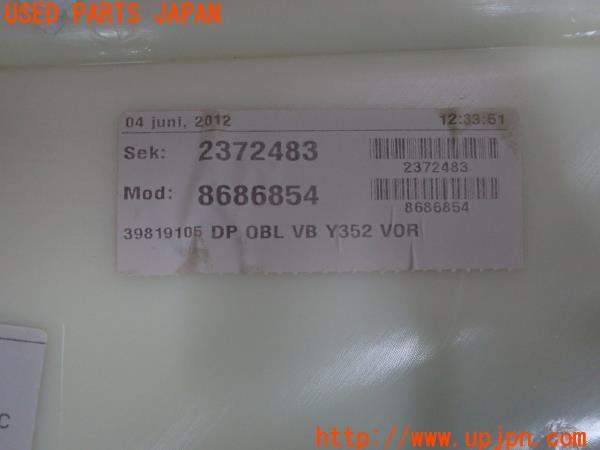 USED PARTS JAPAN
04 juni, 2012 12:33:51
Sek: 2372483
2372483
Mod: 8686854
8686854
39819105 DP OBL VB Y352 VOR
C
http://www.upjpn.com